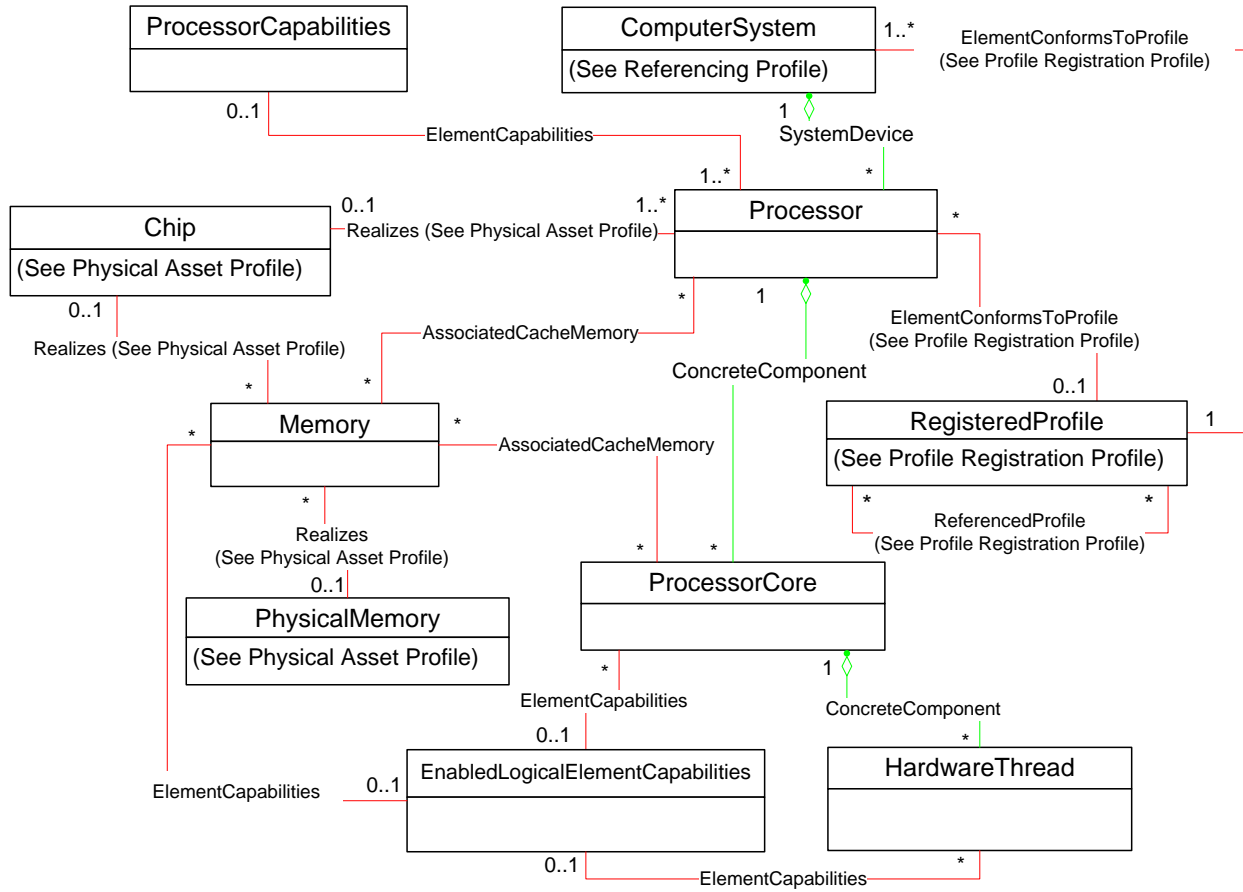 ProcessorCapabilities
ComputerSystem
(See Referencing Profile)
1..*
ElementConformsToProfile
(See Profile Registration Profile)
0..1
1
ElementCapabilities
SystemDevice
1..*
*
Processor
0..1
1..*
*
Chip
(See Physical Asset Profile)
Realizes (See Physical Asset Profile)
0..1
*
1
Realizes (See Physical Asset Profile)
AssociatedCacheMemory
ElementConformsToProfile
(See Profile Registration Profile)
ConcreteComponent
*
*
0..1
Memory
*
*
AssociatedCacheMemory
RegisteredProfile
(See Profile Registration Profile)
1
*
*
*
ReferencedProfile
(See Profile Registration Profile)
Realizes
(See Physical Asset Profile)
*
*
0..1
ProcessorCore
PhysicalMemory
(See Physical Asset Profile)
*
1
ElementCapabilities
ConcreteComponent
0..1
*
EnabledLogicalElementCapabilities
HardwareThread
ElementCapabilities
0..1
0..1
*
ElementCapabilities